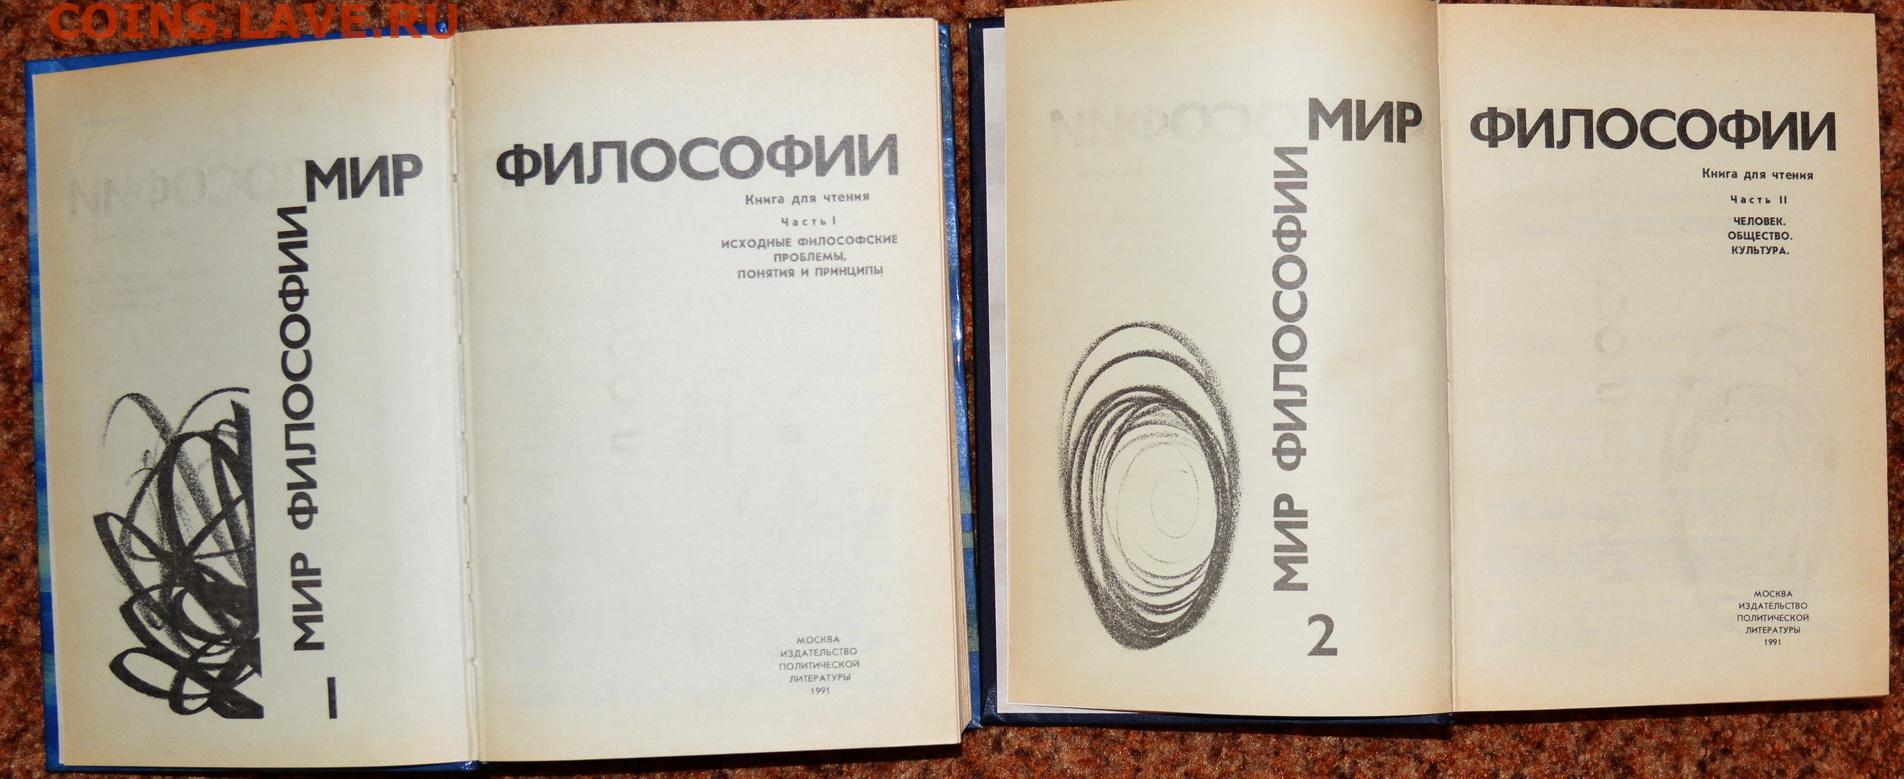 COINS.LAVE.RU
МИР ФИЛОСОФИИ
МИР ФИЛОСОФИИ
1
Книга для чтения
Часть I
ИСХОДНЫЕ ФИЛОСОФСКИЕ
ПРОБЛЕМЫ,
ПОНЯТИЯ И ПРИНЦИПЫ
МОСКВА
ИЗДАТЕЛЬСТВО
ПОЛИТИЧЕСКОЙ
ЛИТЕРАТУРЫ
1991
МИР ФИЛОСОФИИ
МИР ФИЛОСОФИИ
2
Книга для чтения
Часть II
ЧЕЛОВЕК.
ОБЩЕСТВО.
КУЛЬТУРА.
МОСКВА
ИЗДАТЕЛЬСТВО
ПОЛИТИЧЕСКОЙ
ЛИТЕРАТУРЫ
1991